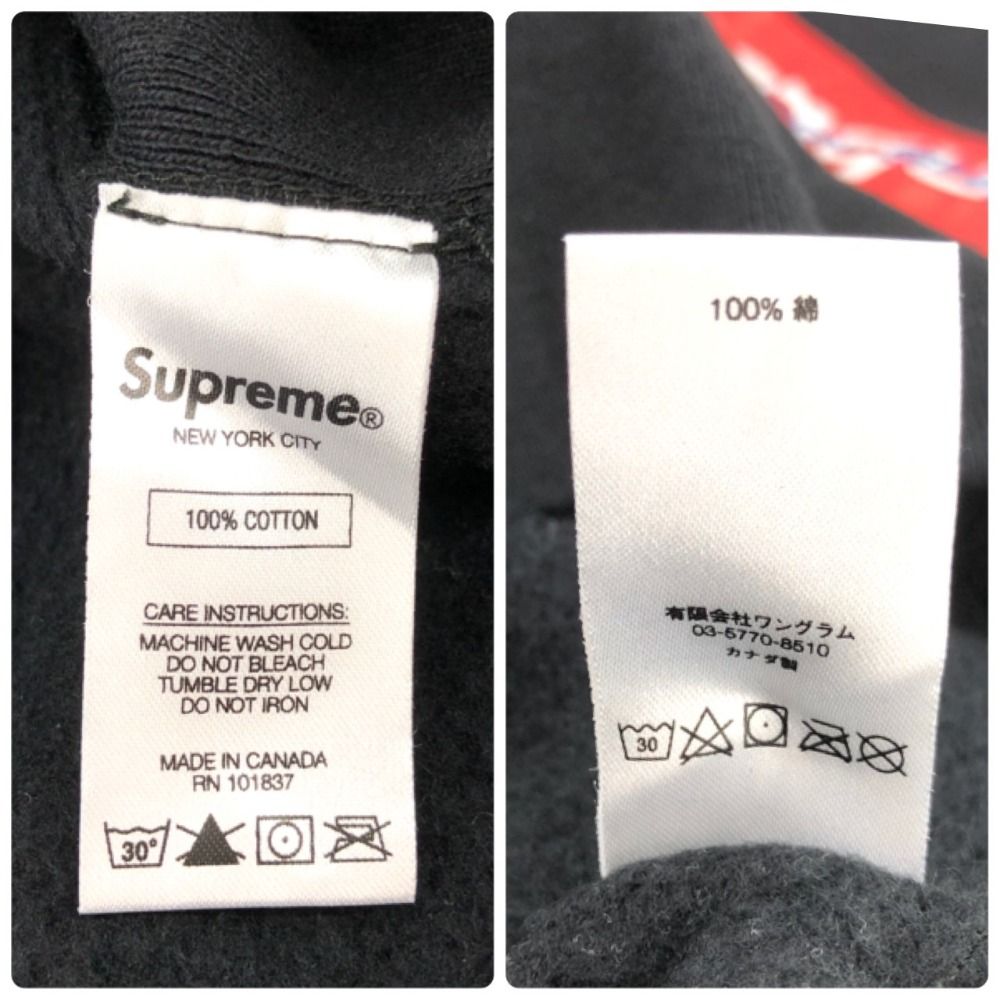 Supreme®
NEW YORK CITY
100% COTTON
CARE INSTRUCTIONS:
MACHINE WASH COLD
DO NOT BLEACH
TUMBLE DRY LOW
DO NOT IRON
MADE IN CANADA
RN 101837
30°
100% 綿
有限会社ワングラム
03-5770-8510
カナダ製
30